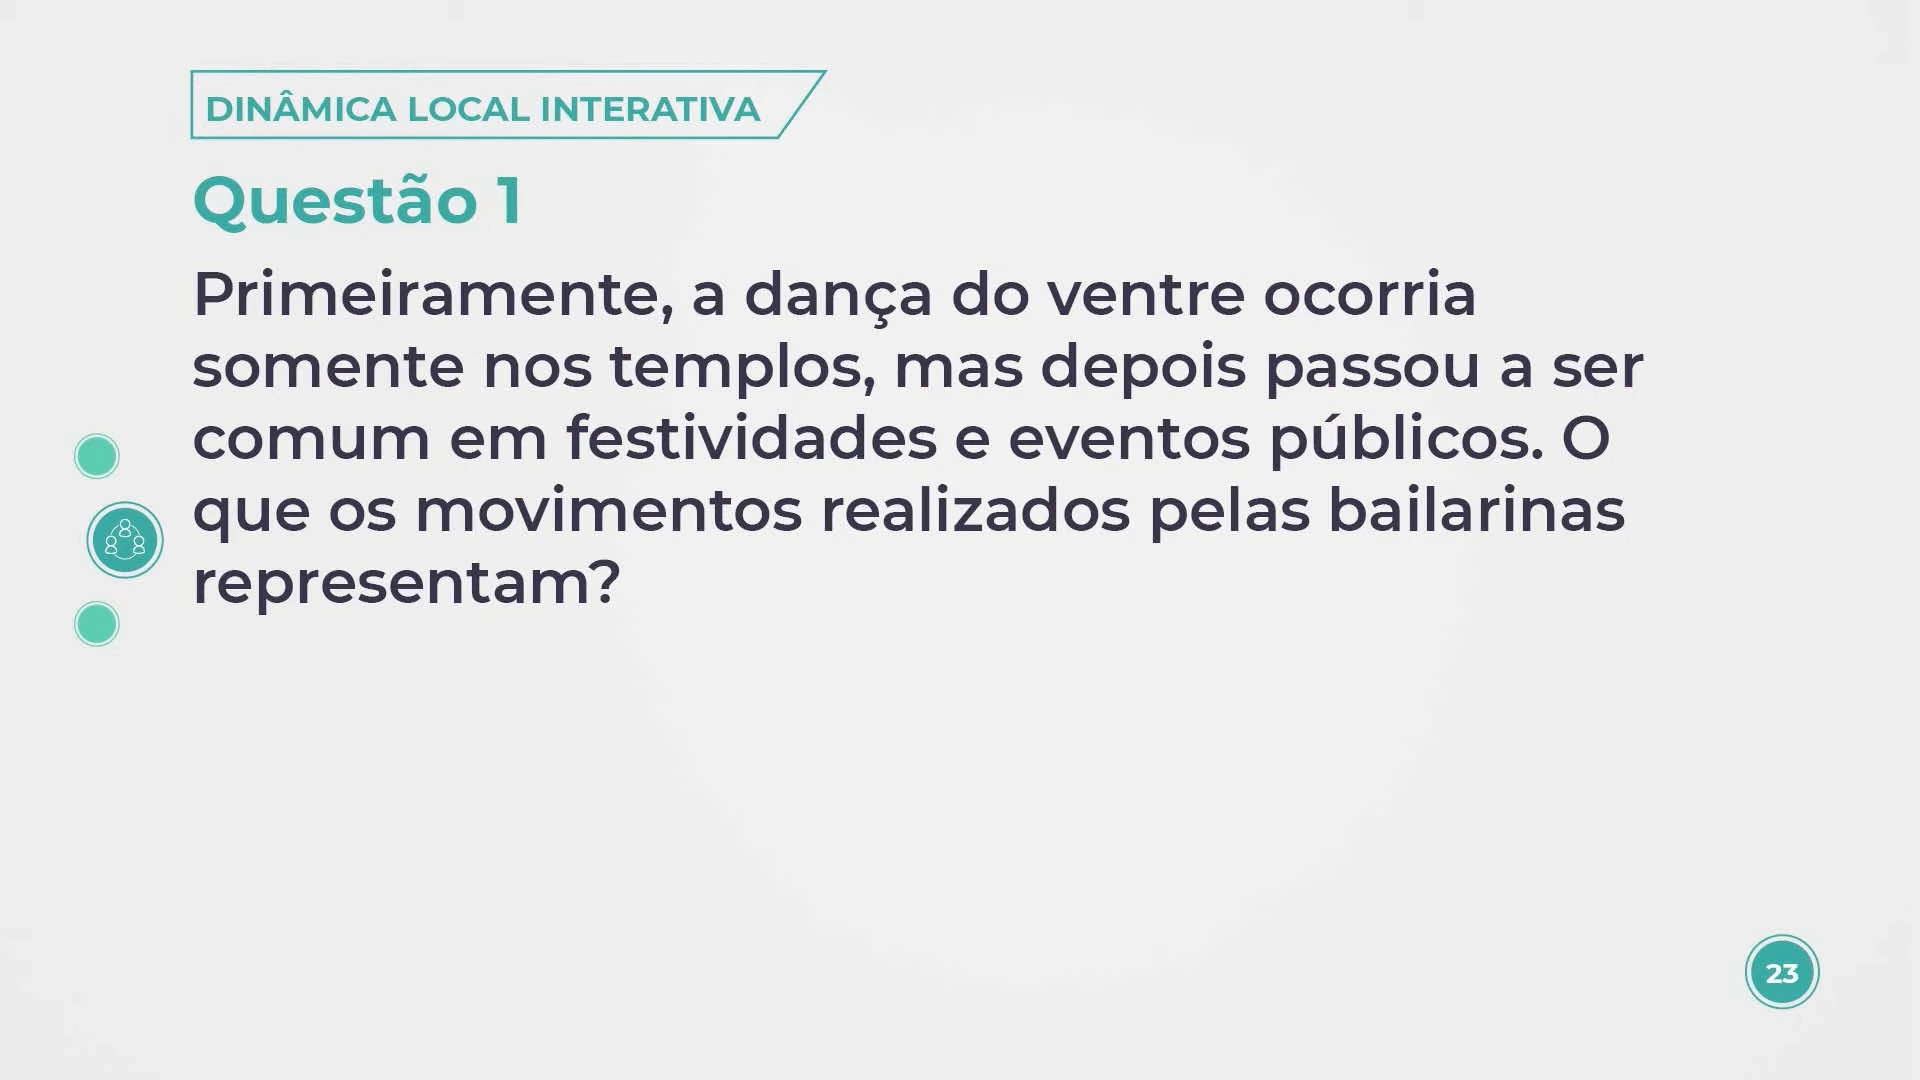 DINÂMICA LOCAL INTERATIVA
Questão 1
Primeiramente, a dança do ventre ocorria
somente nos templos, mas depois passou a ser
comum em festividades e eventos públicos. O
que os movimentos realizados pelas bailarinas
representam?
23